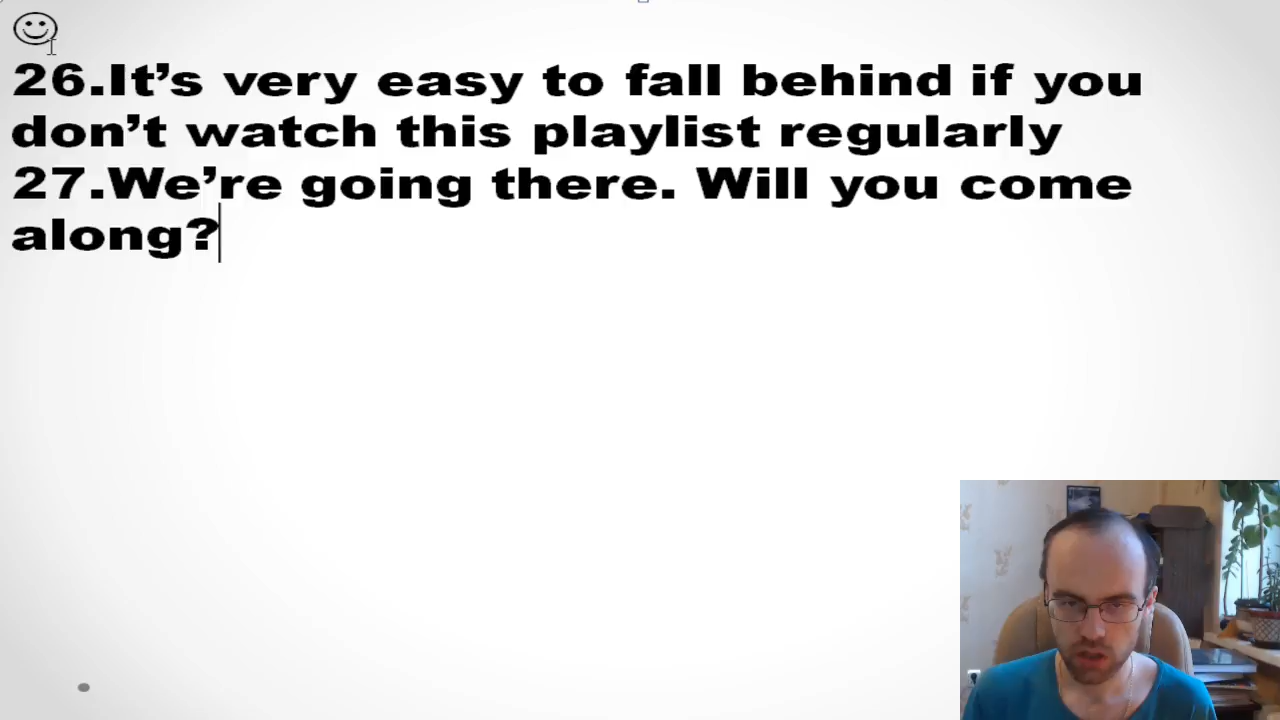 26.It’s very easy to fall behind if you
don’t watch this playlist regularly
27.We’re going there. Will you come
along?